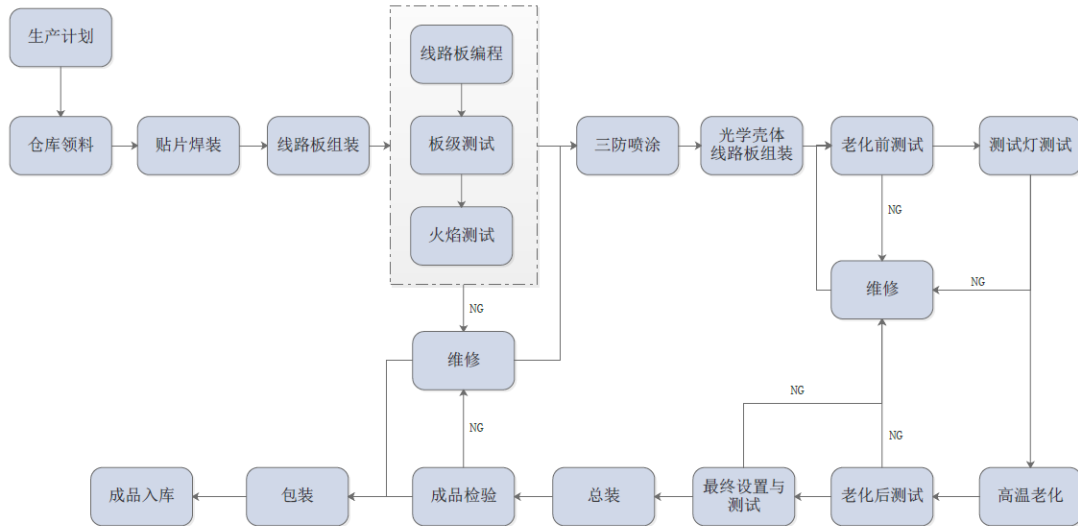 生产计划
仓库领料
贴片焊装
线路板组装
线路板编程
板级测试
火焰测试
NG
维修
三防喷涂
光学壳体
线路板组装
老化前测试
测试灯测试
NG
维修
NG
NG
NG
NG
成品入库
包装
成品检验
总装
最终设置与
测试
老化后测试
高温老化